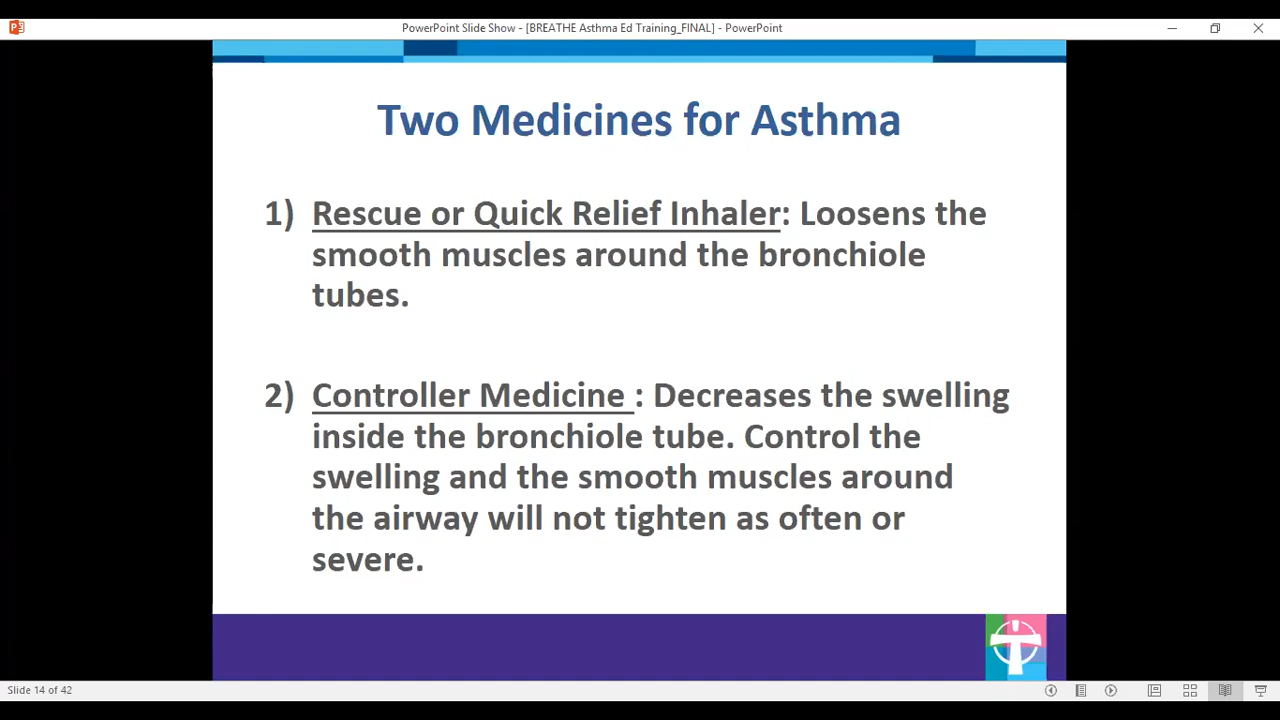 PowerPoint Slide Show - [BREATHE Asthma Ed Training_FINAL] - PowerPoint
Two Medicines for Asthma
1) Rescue or Quick Relief Inhaler: Loosens the
smooth muscles around the bronchiole
tubes.
2) Controller Medicine : Decreases the swelling
inside the bronchiole tube. Control the
swelling and the smooth muscles around
the airway will not tighten as often or
severe.
Slide 14 of 42